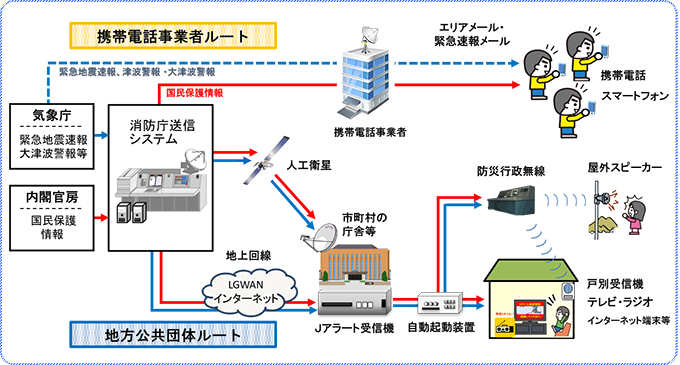 携帯電話事業者ルート
エリアメール・
緊急速報メール
緊急地震速報、津波警報・大津波警報
国民保護情報
携帯電話
スマートフォン
携帯電話事業者
気象庁
緊急地震速報
大津波警報等
消防庁送信
システム
内閣官房
国民保護
情報
人工衛星
防災行政無線
屋外スピーカー
市町村の
庁舎等
地上回線
LGWAN
インターネット
Jアラート受信機
自動起動装置
戸別受信機
テレビ・ラジオ
インターネット端末等
地方公共団体ルート